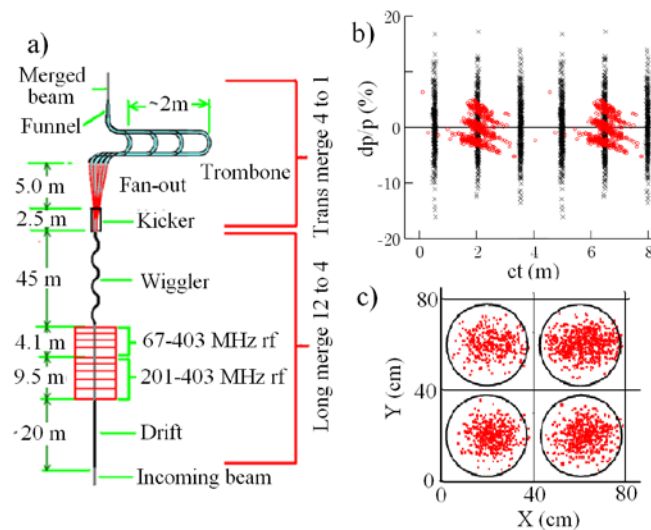 a)
Merged
beam
~2m
Funnel
Trombone
Fan-out
5.0 m
2.5 m
Kicker
Trans merge 4 to 1
45 m
Wiggler
4.1 m
67-403 MHz rf
9.5 m
201-403 MHz rf
~20 m
Drift
Incoming beam
Long merge 12 to 4
b)
dp/p (%)
20
10
0
-10
-20
0
2
4
6
8
ct (m)
c)
Y (cm)
80
40
0
0
40
80
X (cm)